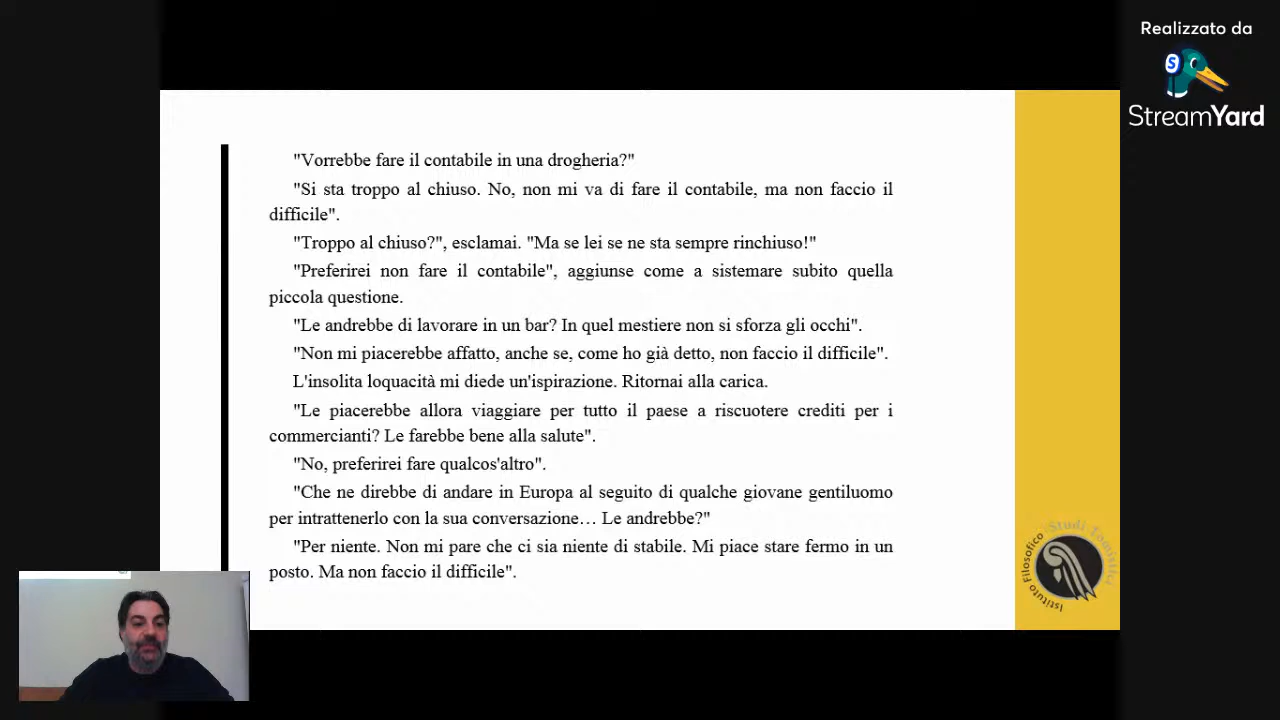 Realizzato da
StreamYard
"Vorrebbe fare il contabile in una drogheria?"
"Si sta troppo al chiuso. No, non mi va di fare il contabile, ma non faccio il
difficile".
"Troppo al chiuso?", esclamai. "Ma se lei se ne sta sempre rinchiuso!"
"Preferirei non fare il contabile", aggiunse come a sistemare subito quella
piccola questione.
"Le andrebbe di lavorare in un bar? In quel mestiere non si sforza gli occhi".
"Non mi piacerebbe affatto, anche se, come ho già detto, non faccio il difficile".
L'insolita loquacità mi diede un'ispirazione. Ritornai alla carica.
"Le piacerebbe allora viaggiare per tutto il paese a riscuotere crediti per i
commercianti? Le farebbe bene alla salute".
"No, preferirei fare qualcos'altro".
"Che ne direbbe di andare in Europa al seguito di qualche giovane gentiluomo
per intrattenerlo con la sua conversazione… Le andrebbe?"
"Per niente. Non mi pare che ci sia niente di stabile. Mi piace stare fermo in un
posto. Ma non faccio il difficile".
Istituto Filosofico Studi